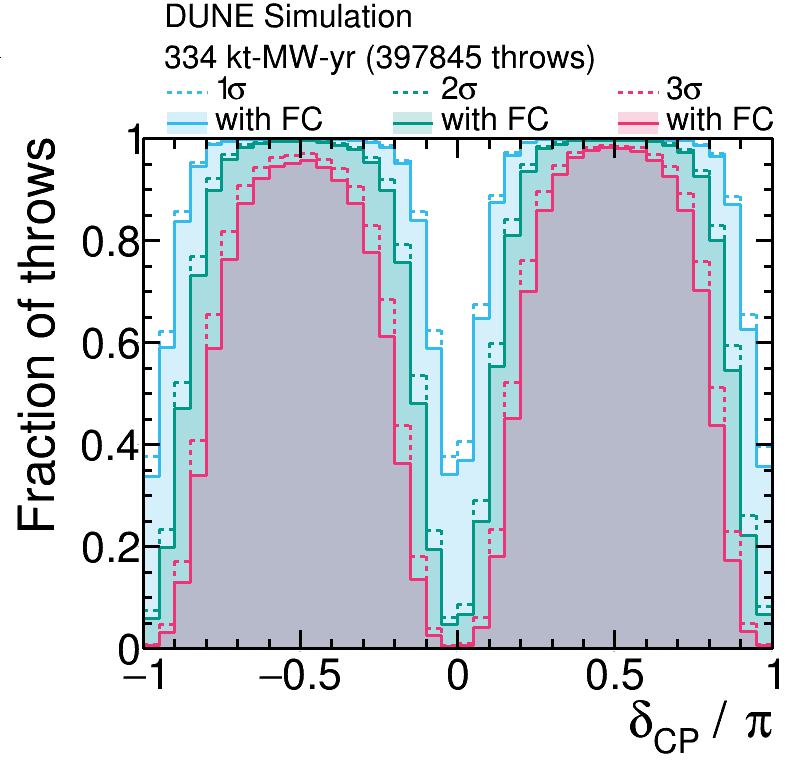 DUNE Simulation
334 kt-MW-yr (397845 throws)
1σ 2σ 3σ
with FC with FC with FC
Fraction of throws
1
0.8
0.6
0.4
0.2
0
−1 −0.5 0 0.5 1
δCP / π